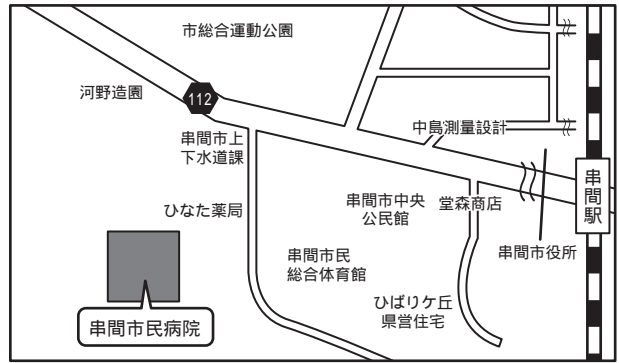 市総合運動公園
河野造園
112
中島測量設計
串間市上
下水道課
串間駅
串間市中央
公民館
堂森商店
ひなた薬局
串間市役所
串間市民
総合体育館
ひばりケ丘
県営住宅
串間市民病院